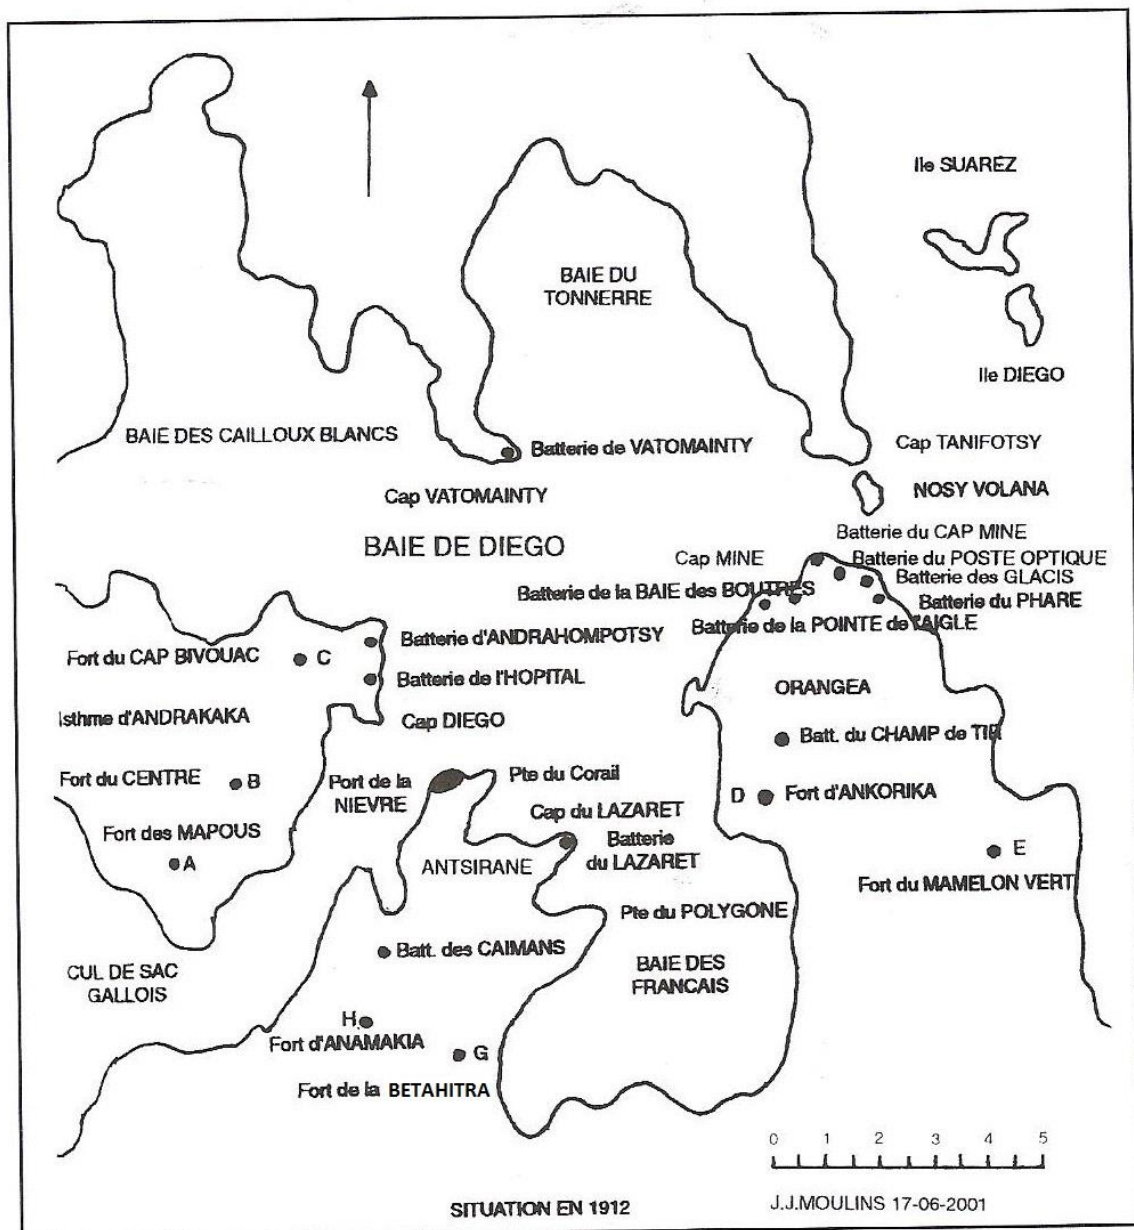 Ile SUAREZ
BAIE DU
TONNERRE
Ile DIEGO
BAIE DES CAILLOUX BLANCS
Batterie de VATOMAINTY
Cap TANIFOTSY
Cap VATOMAINTY
NOSY VOLANA
Batterie du CAP MINE
BAIE DE DIEGO
Cap MINE
Batterie du POSTE OPTIQUE
Batterie des GLACIS
Batterie de la BAIE des BOUTRES
Batterie du PHARE
Batterie de la POINTE de l'AIGLE
Batterie d'ANDRAHOMPOTSY
Fort du CAP BIVOUAC
C
Batterie de l'HOPITAL
ORANGEA
Isthme d'ANDRAKAKA
Cap DIEGO
Batt. du CHAMP de TIR
Fort du CENTRE
B
Port de la
NIEVRE
Pte du Corail
D
Fort d'ANKORIKA
Cap du LAZARET
Fort des MAPOUS
Batterie
du LAZARET
A
ANTSIRANE
E
Fort du MAMELON VERT
Pte du POLYGONE
Batt. des CAIMANS
BAIE DES
FRANCAIS
CUL DE SAC
GALLOIS
H.
Fort d'ANAMAKIA
G
Fort de la BETAHITRA
0 1 2 3 4 5
SITUATION EN 1912
J.J.MOULINS 17-06-2001